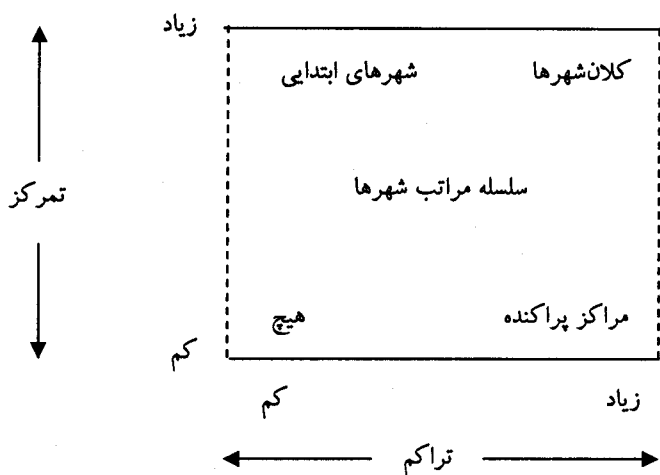 زیاد
کلان‌شهرها
شهرهای ابتدایی
سلسله مراتب شهرها
تمرکز
مراکز پراکنده
هیچ
کم
زیاد
کم
تراکم